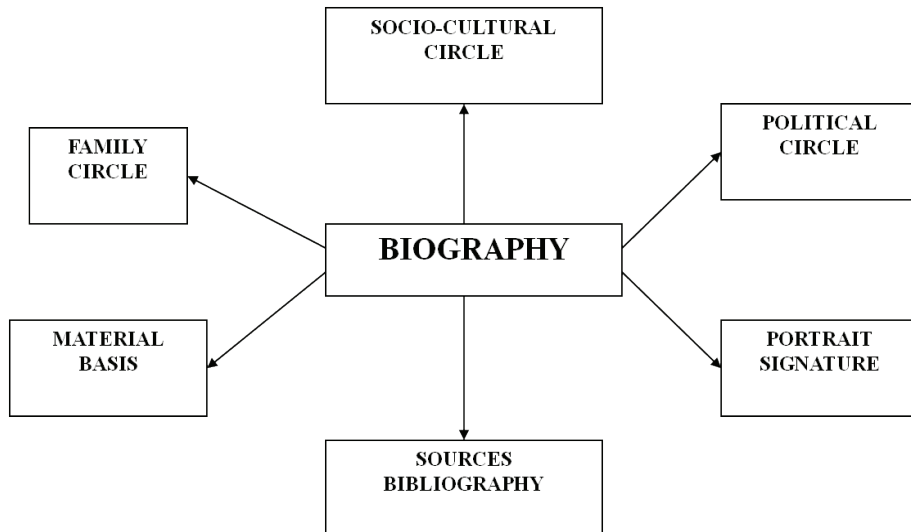 SOCIO-CULTURAL
CIRCLE
FAMILY
CIRCLE
POLITICAL
CIRCLE
BIOGRAPHY
MATERIAL
BASIS
PORTRAIT
SIGNATURE
SOURCES
BIBLIOGRAPHY